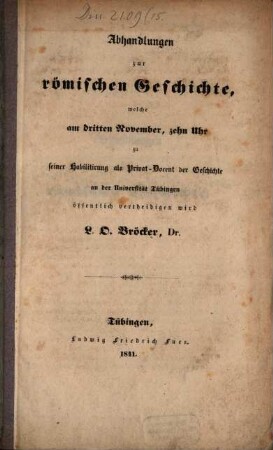 Abhandlungen
zur
römischen Geschichte,
welche
am dritten November, zehn Uhr
zu
seiner Habilitirung als Privat-Docent der Geschichte
an der Universität Tübingen
öffentlich vertheidigen wird
L. O. Bröcker, Dr.
Tübingen,
Ludwig Friedrich Fues.
1841.